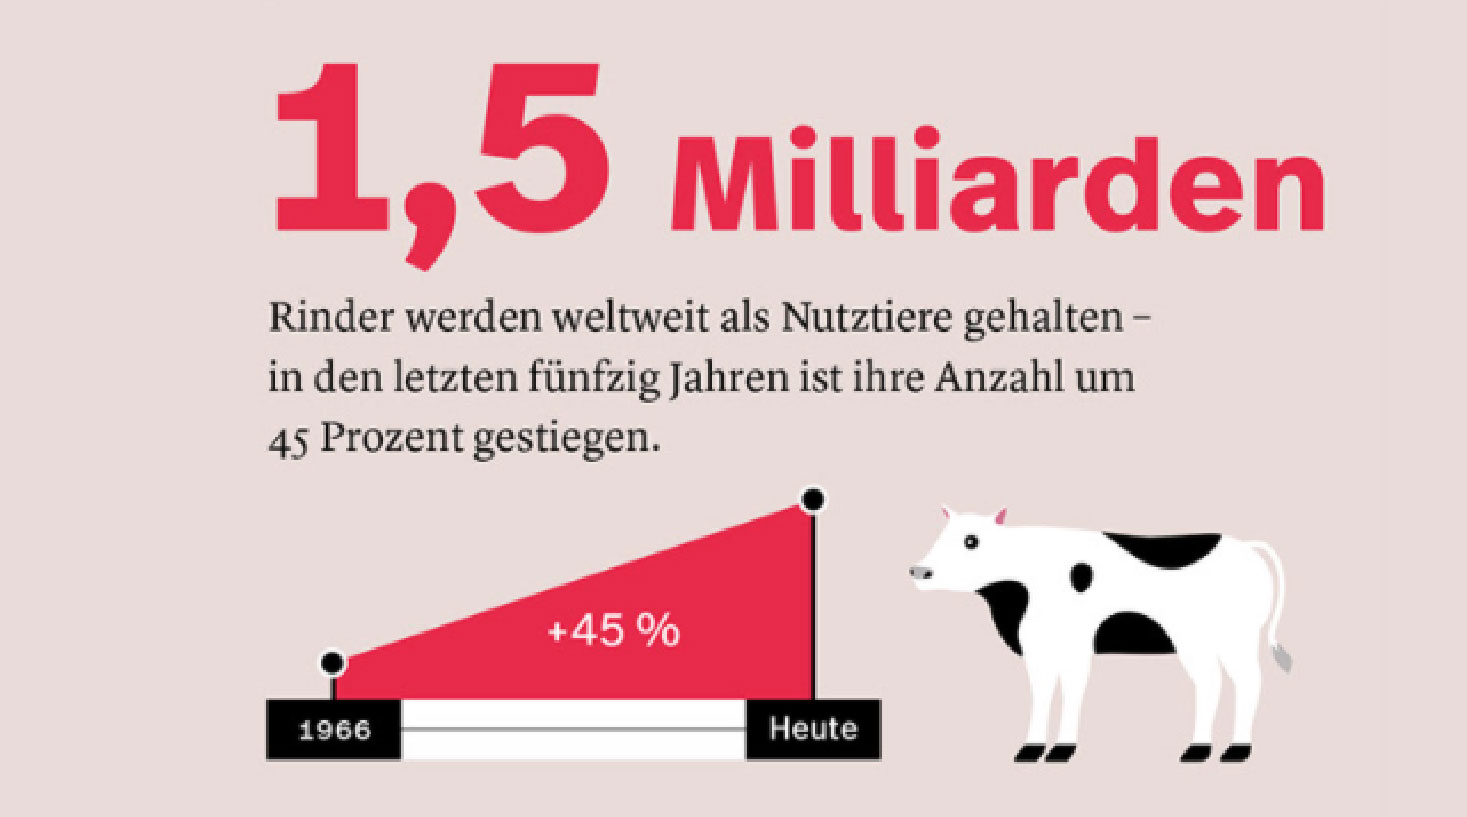 1,5 Milliarden
Rinder werden weltweit als Nutztiere gehalten –
in den letzten fünfzig Jahren ist ihre Anzahl um
45 Prozent gestiegen.
+45 %
1966
Heute